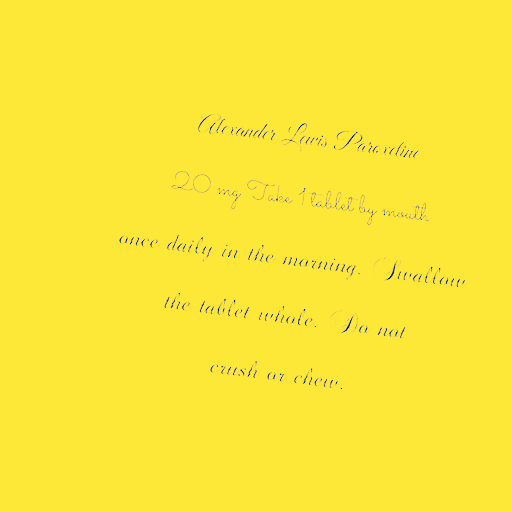 Alexander Lewis Paroxetine
20 mg Take 1 tablet by mouth
once daily in the morning. Swallow
the tablet whole. Do not
crush or chew.